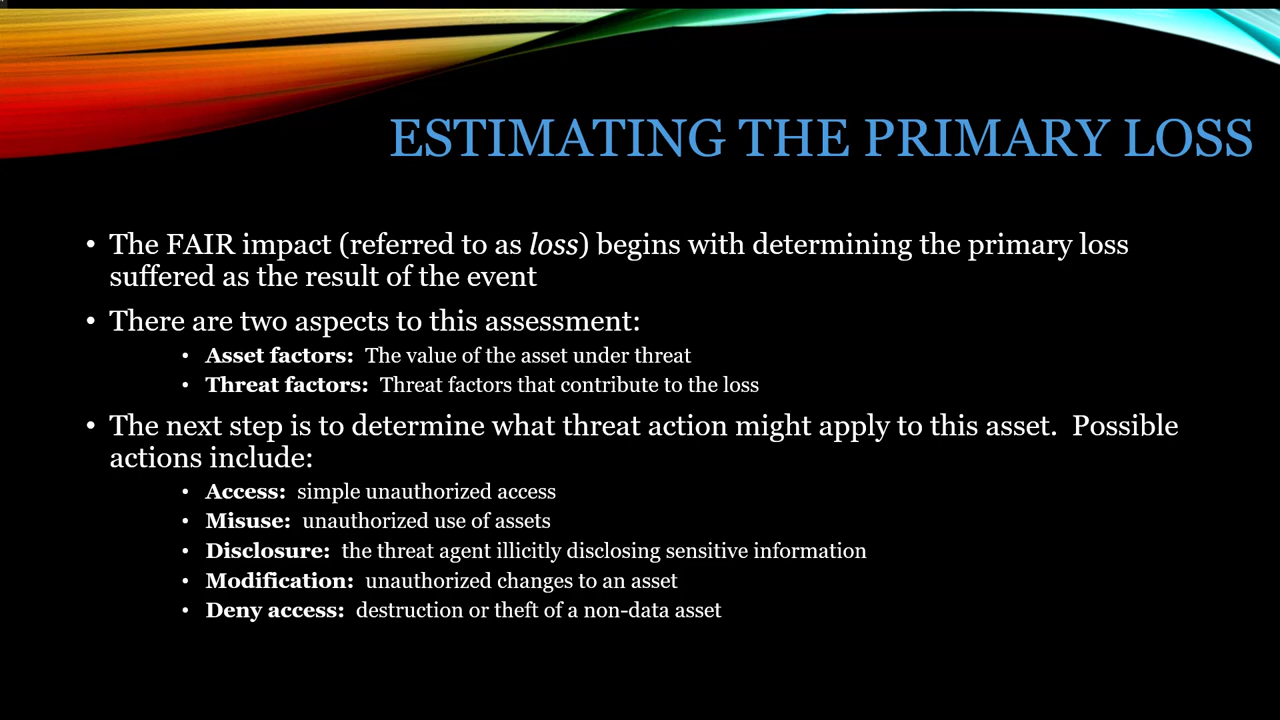 ESTIMATING THE PRIMARY LOSS
• The FAIR impact (referred to as loss) begins with determining the primary loss
suffered as the result of the event
• There are two aspects to this assessment:
• Asset factors:  The value of the asset under threat
• Threat factors:  Threat factors that contribute to the loss
• The next step is to determine what threat action might apply to this asset.  Possible
actions include:
• Access:  simple unauthorized access
• Misuse:  unauthorized use of assets
• Disclosure:  the threat agent illicitly disclosing sensitive information
• Modification:  unauthorized changes to an asset
• Deny access:  destruction or theft of a non-data asset